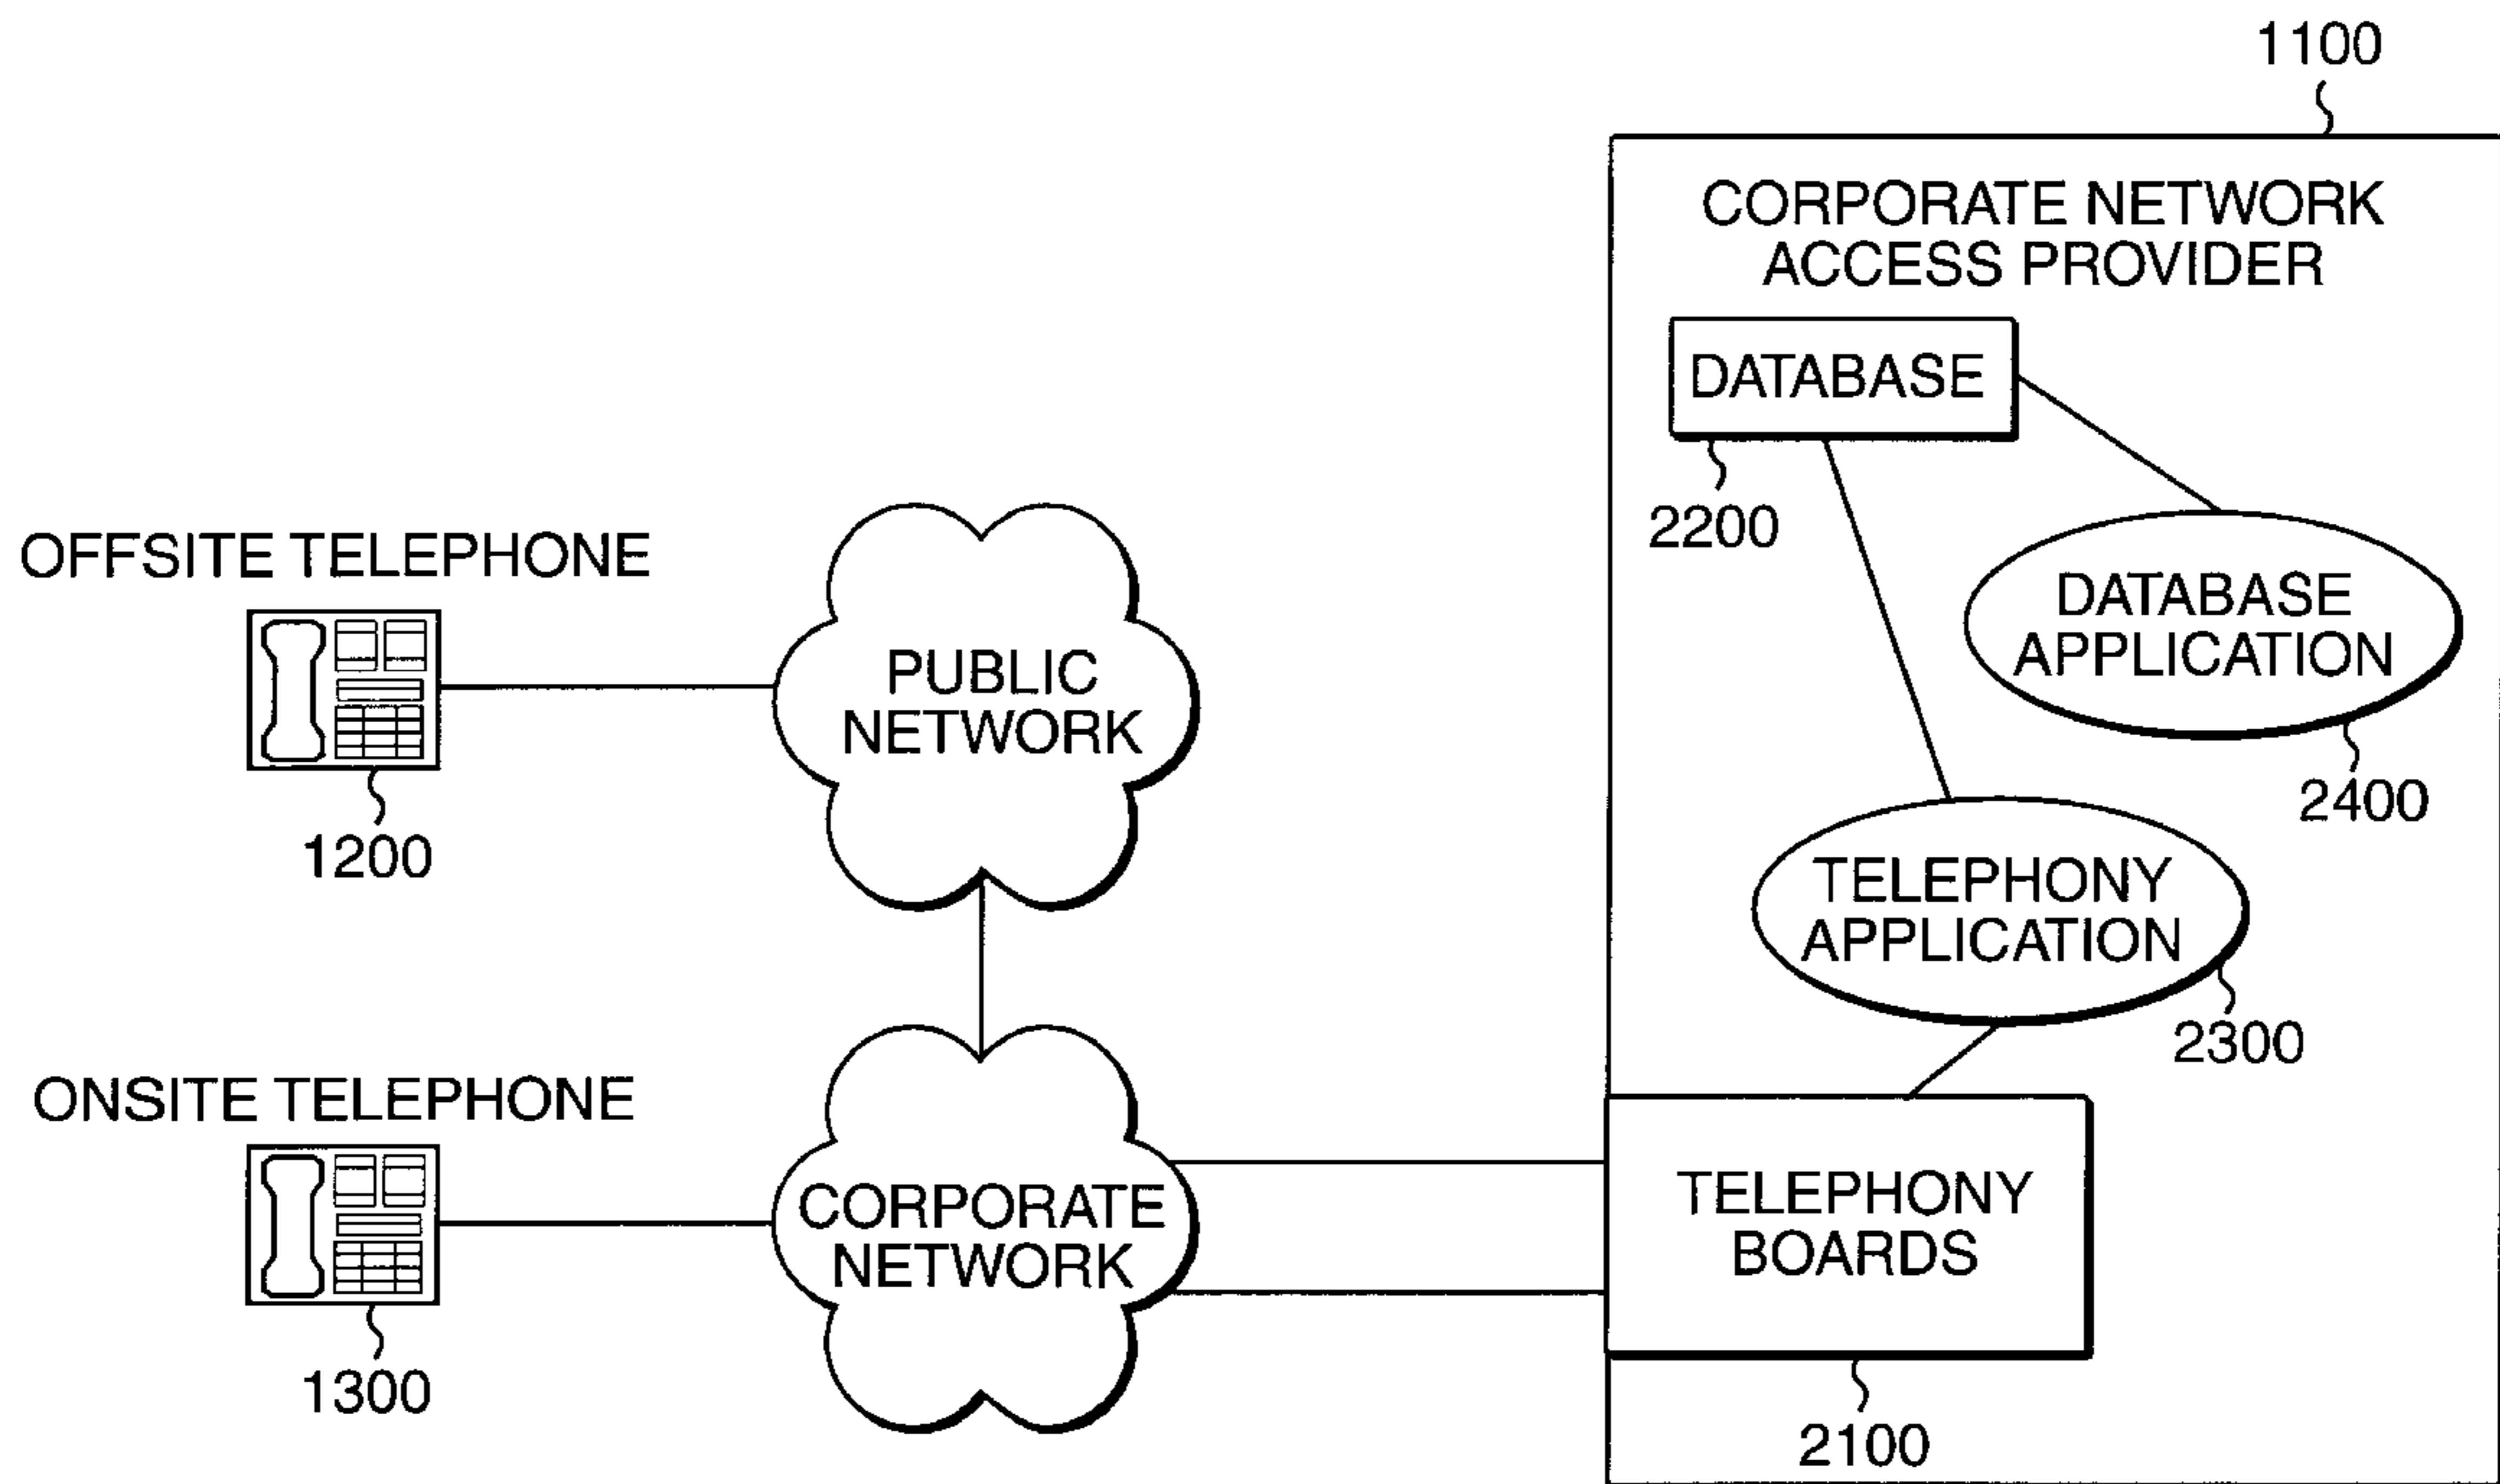 1100
CORPORATE NETWORK
ACCESS PROVIDER
DATABASE
2200
OFFSITE TELEPHONE
DATABASE
APPLICATION
PUBLIC
NETWORK
2400
1200
TELEPHONY
APPLICATION
2300
ONSITE TELEPHONE
CORPORATE
NETWORK
TELEPHONY
BOARDS
1300
2100